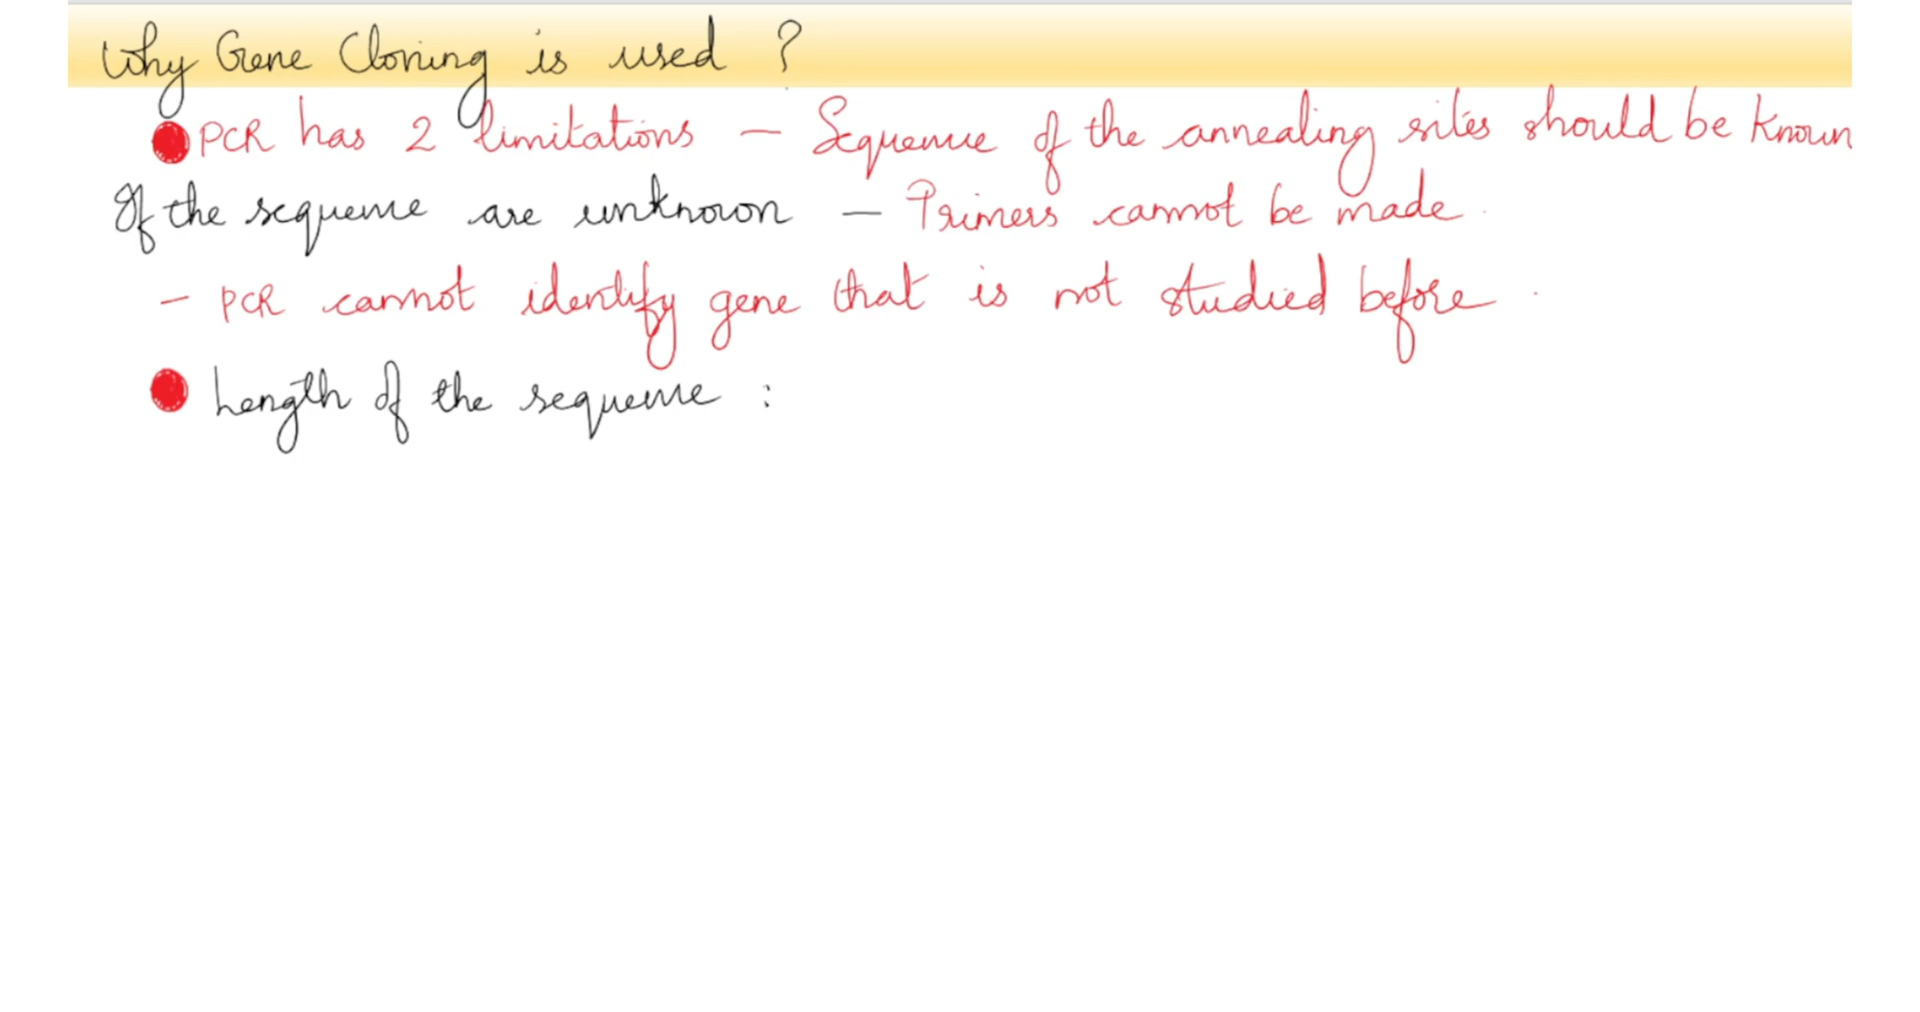 Why Gene Cloning is used ?
PCR has 2 limitations – Sequence of the annealing sites should be known
If the sequence are unknown – Primers cannot be made
- PCR cannot identify gene that is not studied before .
Length of the sequence :